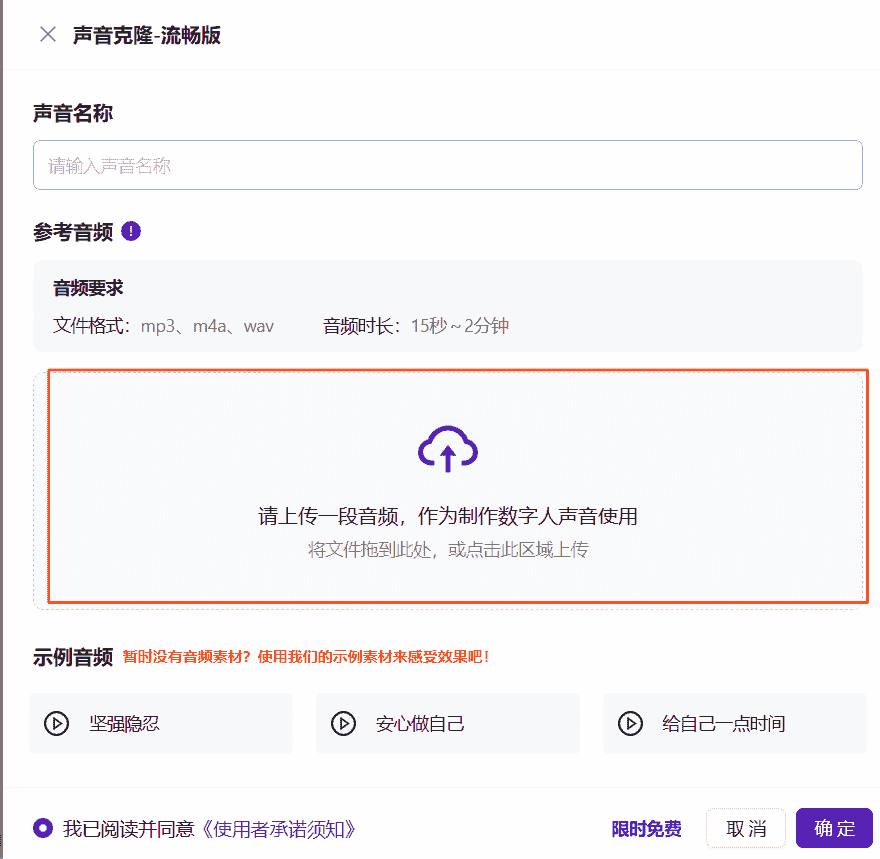 声音克隆-流畅版
声音名称
请输入声音名称
参考音频 !
音频要求
文件格式：mp3、m4a、wav 音频时长：15秒~2分钟
请上传一段音频，作为制作数字人声音使用
将文件拖到此处，或点击此区域上传
示例音频 暂时没有音频素材？使用我们的示例素材来感受效果吧！
坚强隐忍 安心做自己 给自己一点时间
我已阅读并同意《使用者承诺须知》 限时免费 取消 确定